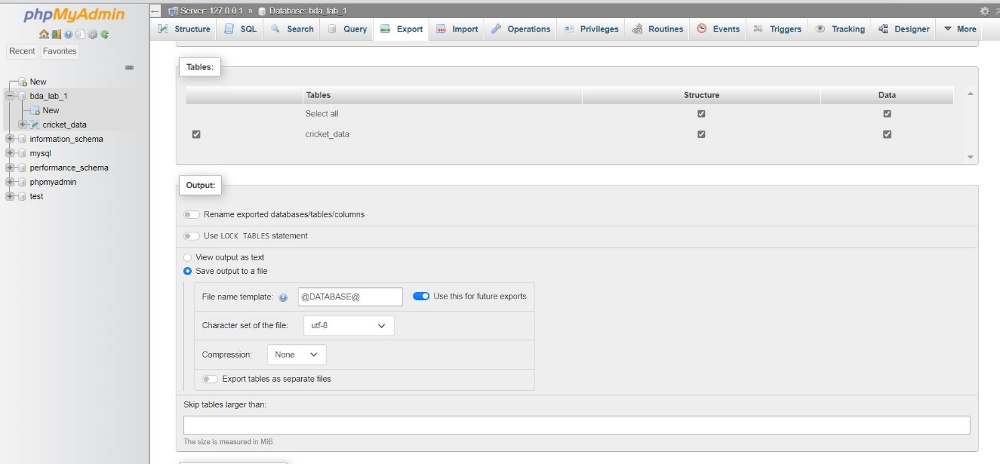 phpMyAdmin
Recent Favorites
New
bda_lab_1
New
cricket_data
information_schema
mysql
performance_schema
phpmyadmin
test
Server: 127.0.0.1 » Database: bda_lab_1
Structure SQL Search Query Export Import Operations Privileges Routines Events Triggers Tracking Designer More
Tables:
Tables Structure Data
Select all
cricket_data
Output:
Rename exported databases/tables/columns
Use LOCK TABLES statement
View output as text
Save output to a file
File name template: @DATABASE@ Use this for future exports
Character set of the file: utf-8
Compression: None
Export tables as separate files
Skip tables larger than:
The size is measured in MiB.